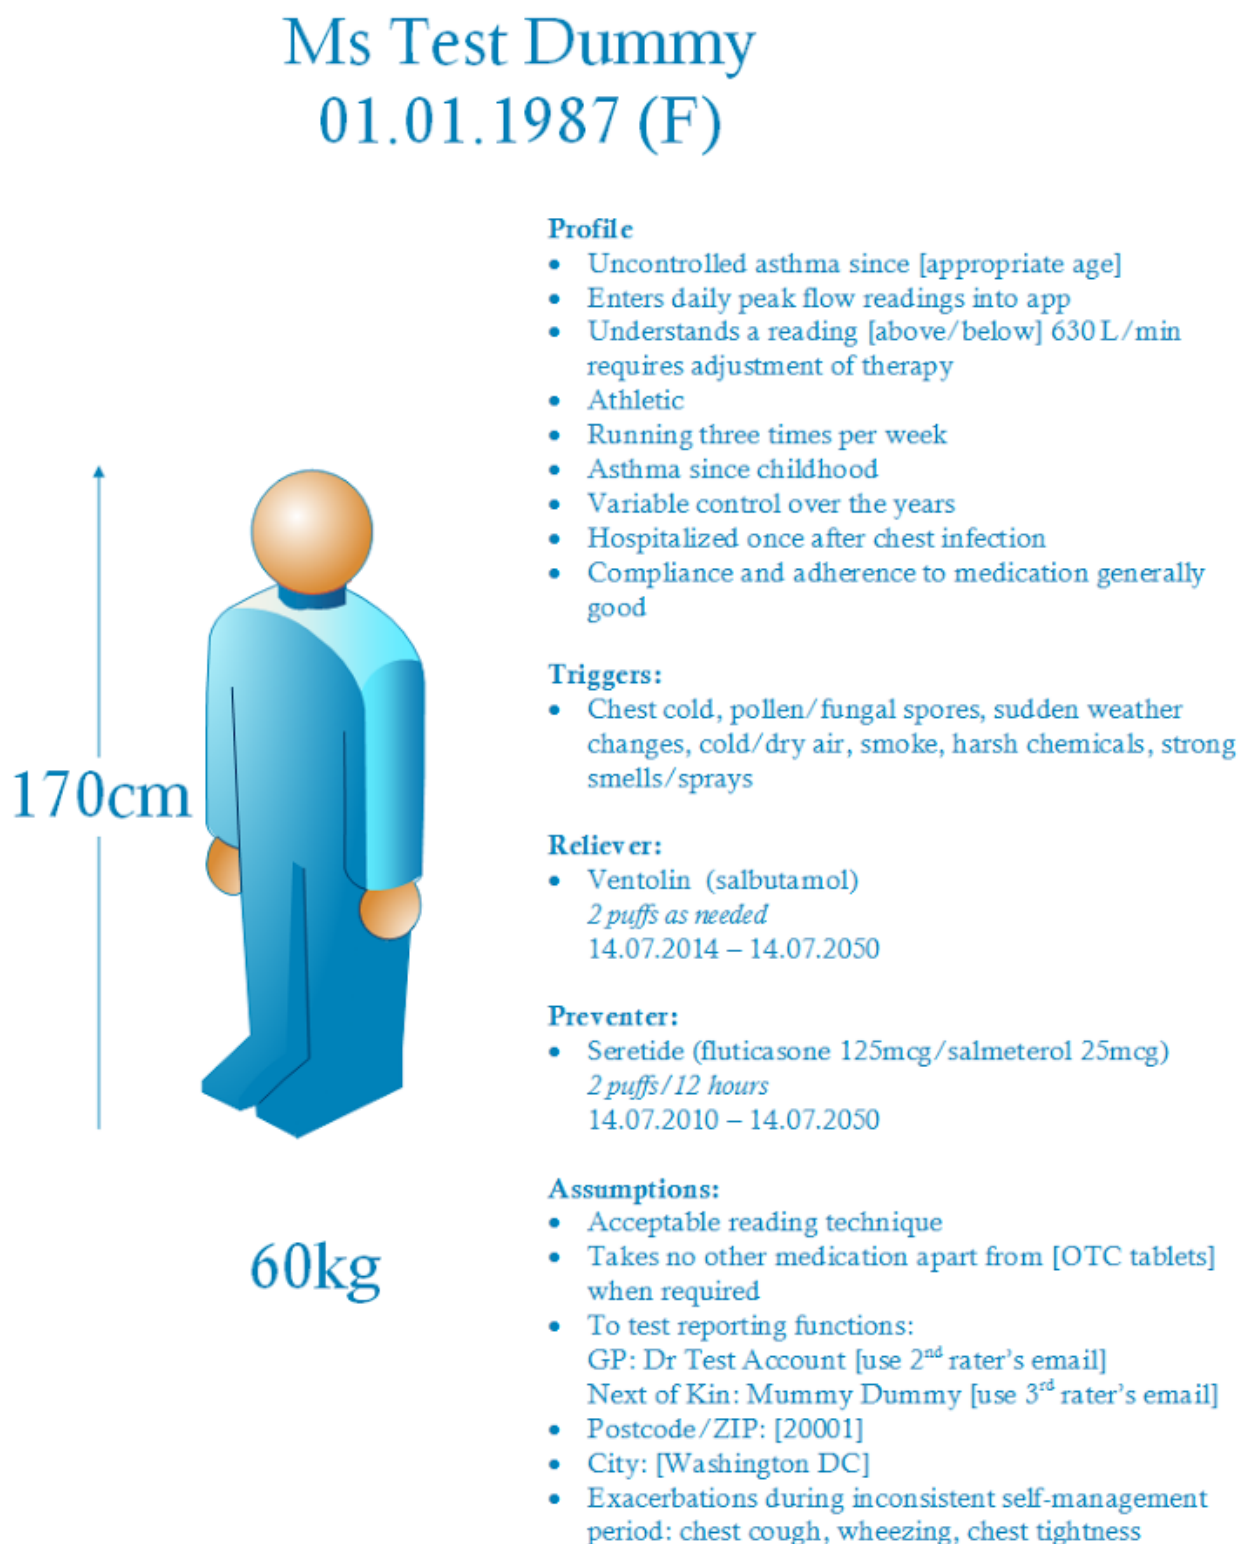 Ms Test Dummy
01.01.1987 (F)
Profile
• Uncontrolled asthma since [appropriate age]
• Enters daily peak flow readings into app
• Understands a reading [above/below] 630 L/min
requires adjustment of therapy
• Athletic
• Running three times per week
• Asthma since childhood
• Variable control over the years
• Hospitalized once after chest infection
• Compliance and adherence to medication generally
good
Triggers:
• Chest cold, pollen/fungal spores, sudden weather
changes, cold/dry air, smoke, harsh chemicals, strong
smells/sprays
170cm
Reliever:
• Ventolin (salbutamol)
2 puffs as needed
14.07.2014 – 14.07.2050
Preventer:
• Seretide (fluticasone 125mcg/salmeterol 25mcg)
2 puffs/12 hours
14.07.2010 – 14.07.2050
Assumptions:
• Acceptable reading technique
• Takes no other medication apart from [OTC tablets]
when required
• To test reporting functions:
GP: Dr Test Account [use 2nd rater's email]
Next of Kin: Mummy Dummy [use 3rd rater's email]
• Postcode/ZIP: [20001]
• City: [Washington DC]
• Exacerbations during inconsistent self-management
period: chest cough, wheezing, chest tightness
60kg